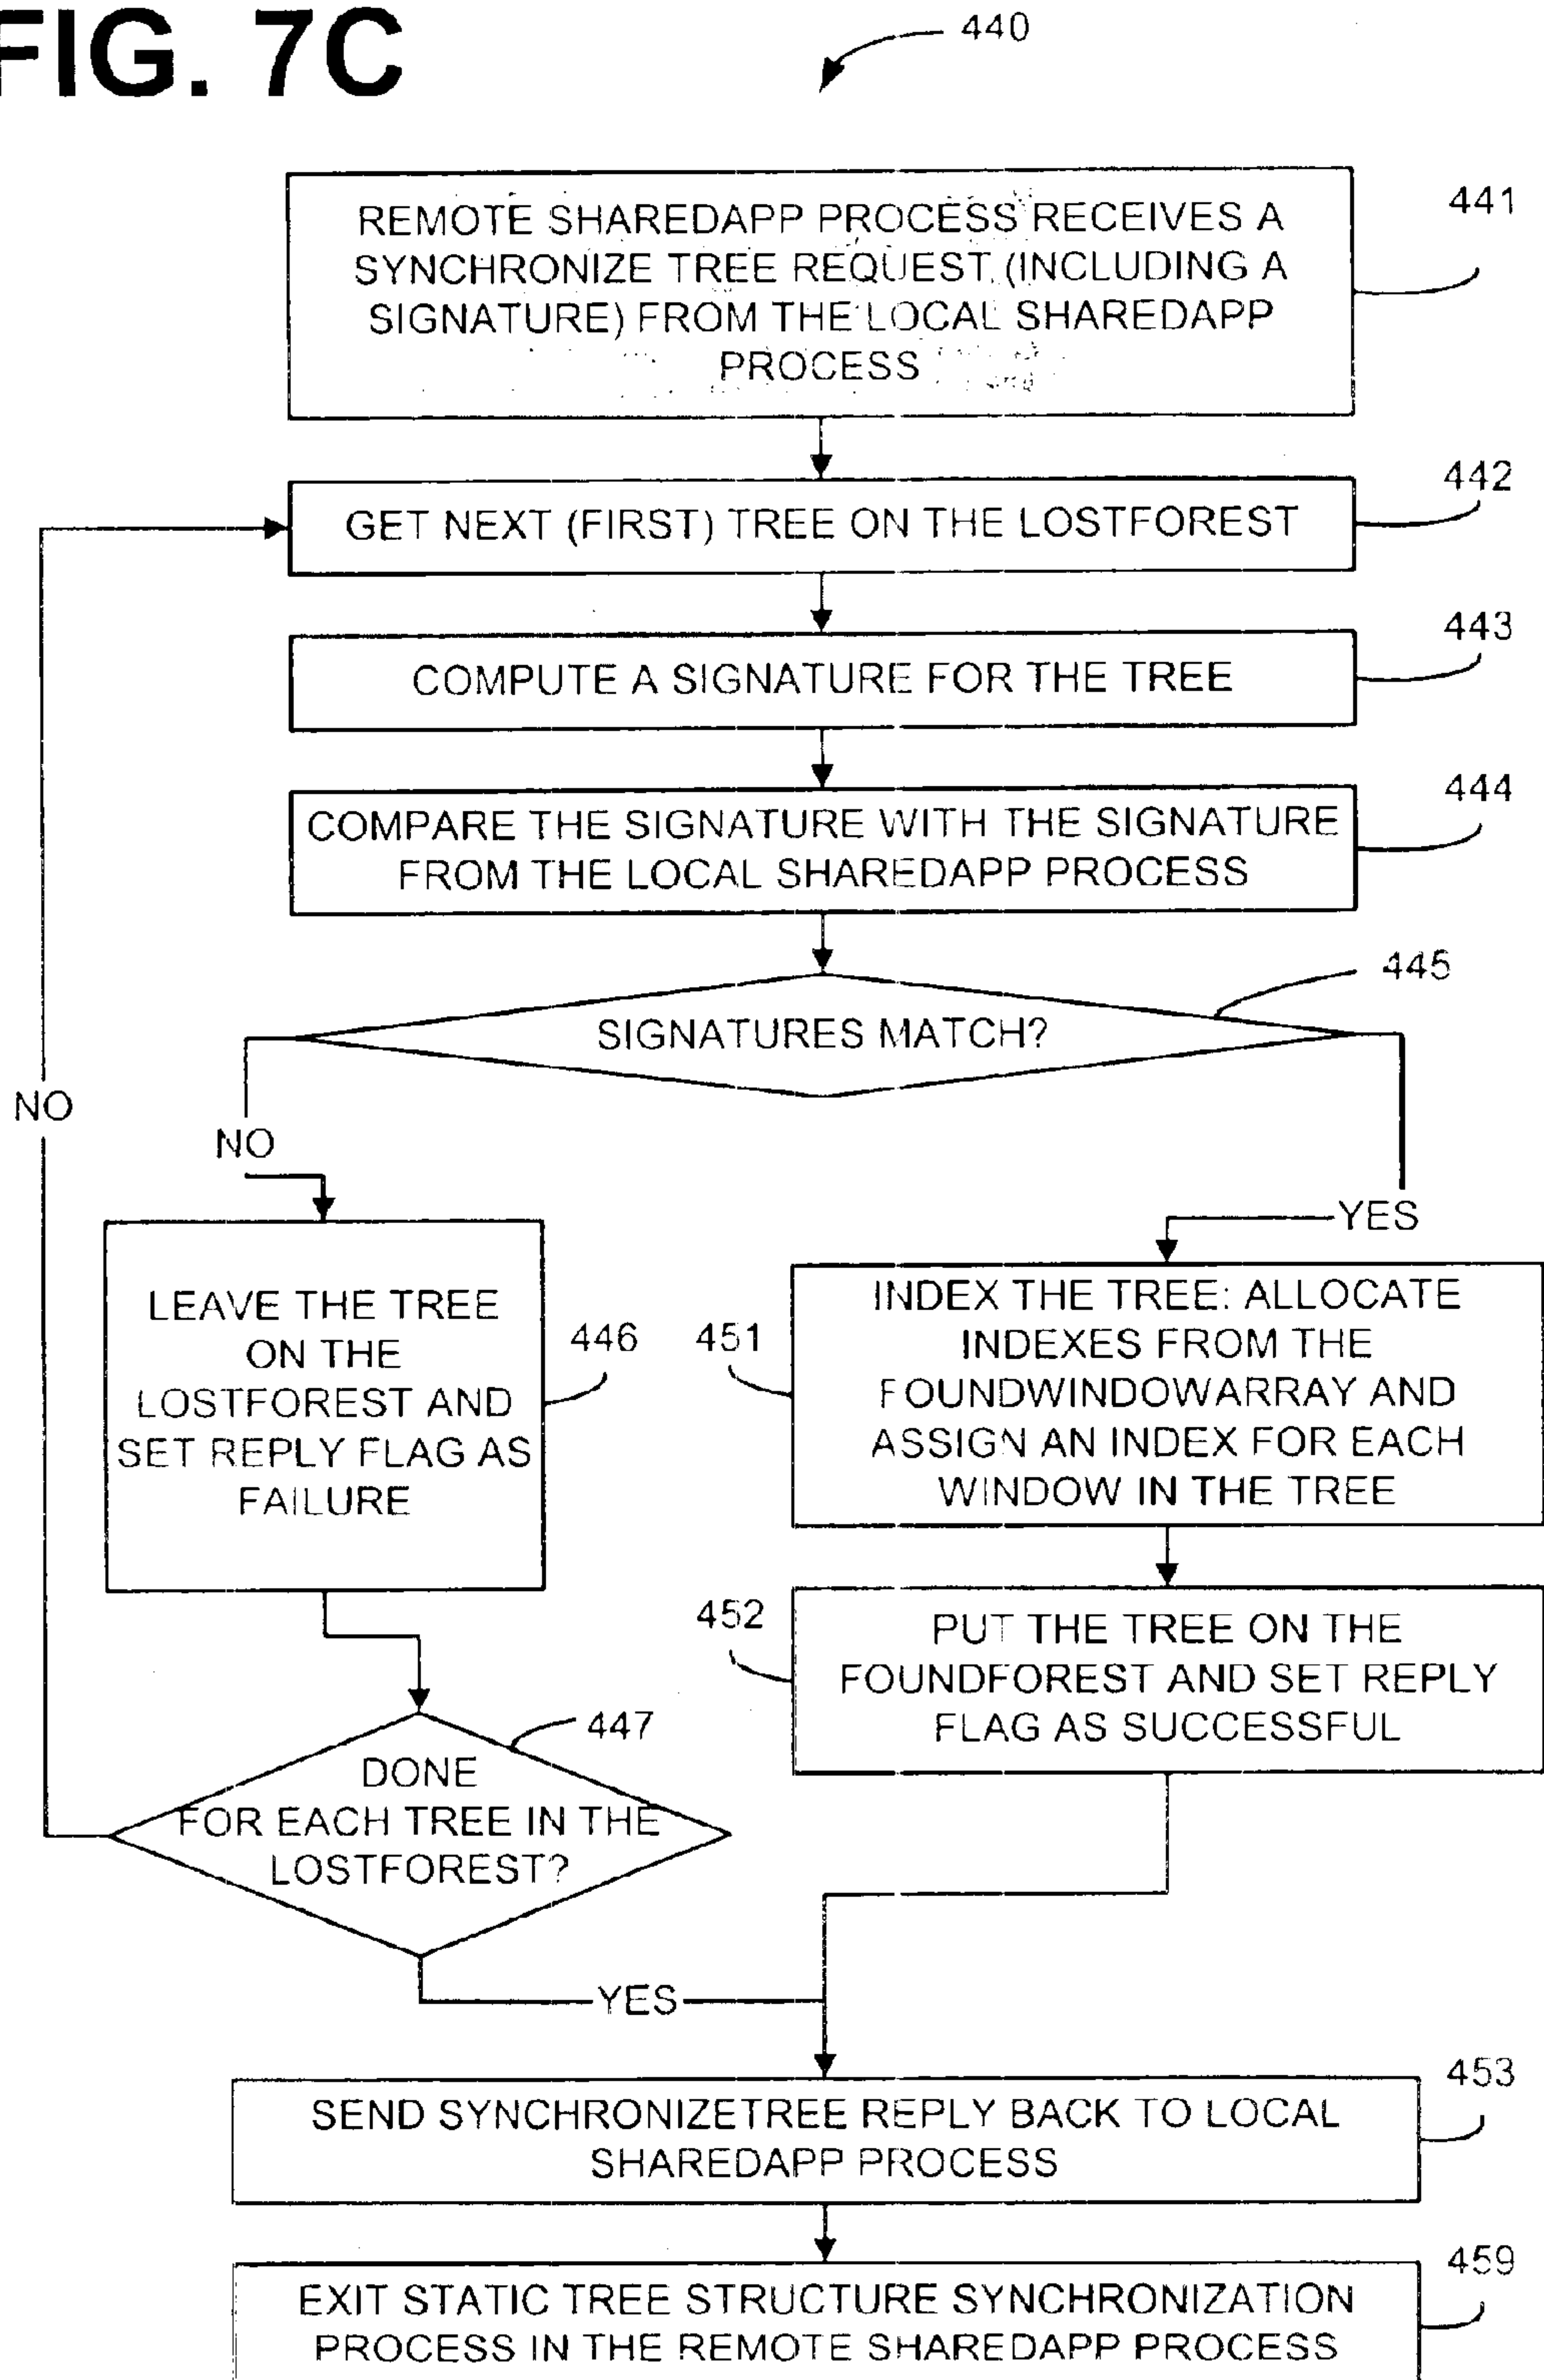 FIG. 7C
440
REMOTE SHAREDAPP PROCESS RECEIVES A
SYNCHRONIZE TREE REQUEST (INCLUDING A
SIGNATURE) FROM THE LOCAL SHAREDAPP
PROCESS
441
GET NEXT (FIRST) TREE ON THE LOSTFOREST
442
COMPUTE A SIGNATURE FOR THE TREE
443
COMPARE THE SIGNATURE WITH THE SIGNATURE
FROM THE LOCAL SHAREDAPP PROCESS
444
SIGNATURES MATCH?
445
NO
NO
YES
LEAVE THE TREE
ON THE
LOSTFOREST AND
SET REPLY FLAG AS
FAILURE
446
451
INDEX THE TREE: ALLOCATE
INDEXES FROM THE
FOUNDWINDOWARRAY AND
ASSIGN AN INDEX FOR EACH
WINDOW IN THE TREE
452
PUT THE TREE ON THE
FOUNDFOREST AND SET REPLY
FLAG AS SUCCESSFUL
447
DONE
FOR EACH TREE IN THE
LOSTFOREST?
YES
SEND SYNCHRONIZETREE REPLY BACK TO LOCAL
SHAREDAPP PROCESS
453
EXIT STATIC TREE STRUCTURE SYNCHRONIZATION
PROCESS IN THE REMOTE SHAREDAPP PROCESS
459